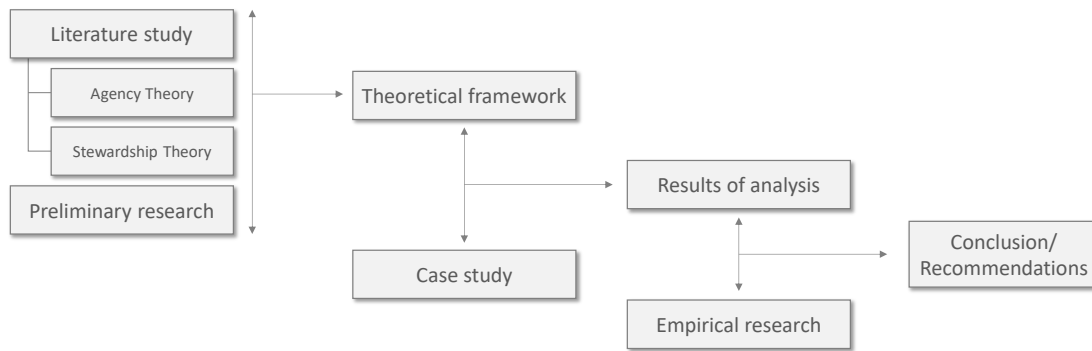 Literature study
Agency Theory
Stewardship Theory
Preliminary research
Theoretical framework
Case study
Results of analysis
Empirical research
Conclusion/
Recommendations